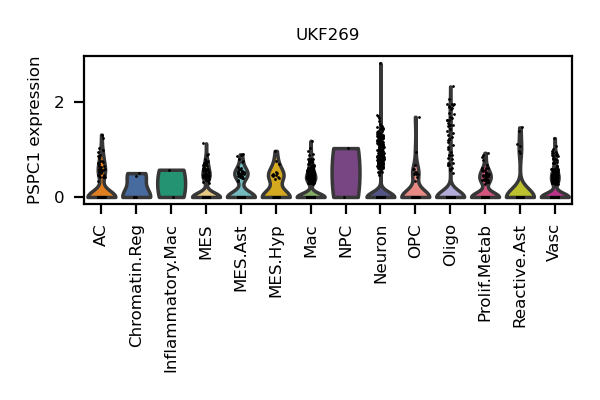 UKF269
PSPC1 expression
2
0
AC
Chromatin.Reg
Inflammatory.Mac
MES
MES.Ast
MES.Hyp
Mac
NPC
Neuron
OPC
Oligo
Prolif.Metab
Reactive.Ast
Vasc